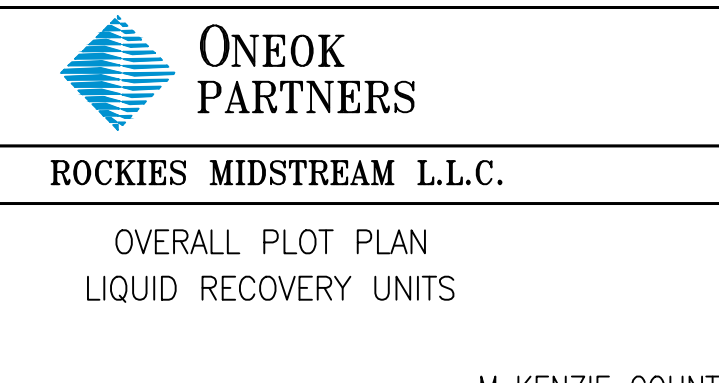 ONEOK
PARTNERS
ROCKIES MIDSTREAM L.L.C.
OVERALL PLOT PLAN
LIQUID RECOVERY UNITS